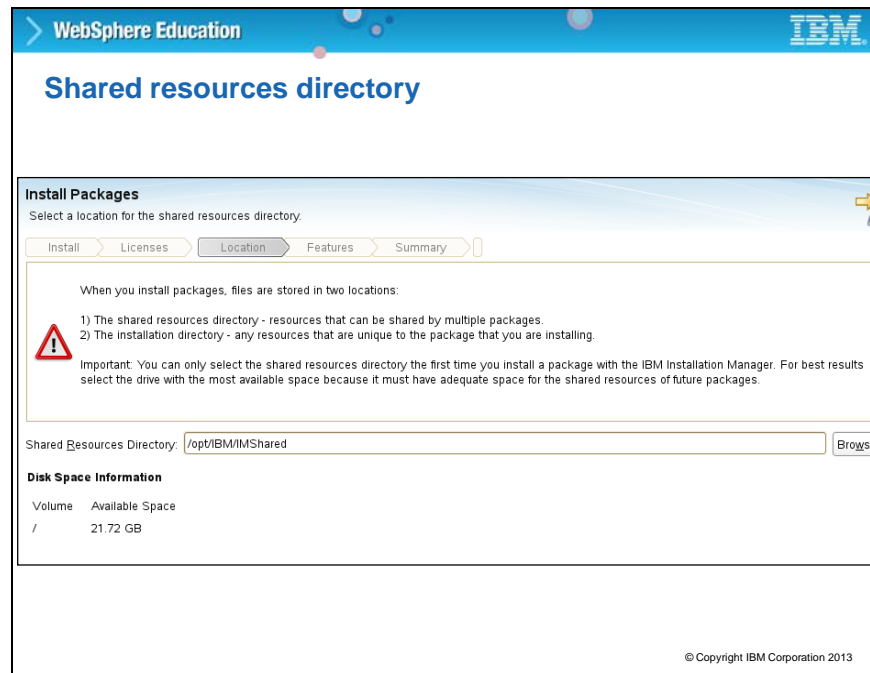 WebSphere Education
IBM.
Shared resources directory
Install Packages
Select a location for the shared resources directory.
Install
Licenses
Location
Features
Summary
When you install packages, files are stored in two locations:
1) The shared resources directory - resources that can be shared by multiple packages.
2) The installation directory - any resources that are unique to the package that you are installing.
Important: You can only select the shared resources directory the first time you install a package with the IBM Installation Manager. For best results
select the drive with the most available space because it must have adequate space for the shared resources of future packages.
Shared Resources Directory: /opt/IBM/IMShared
Brows
Disk Space Information
Volume Available Space
/ 21.72 GB
© Copyright IBM Corporation 2013